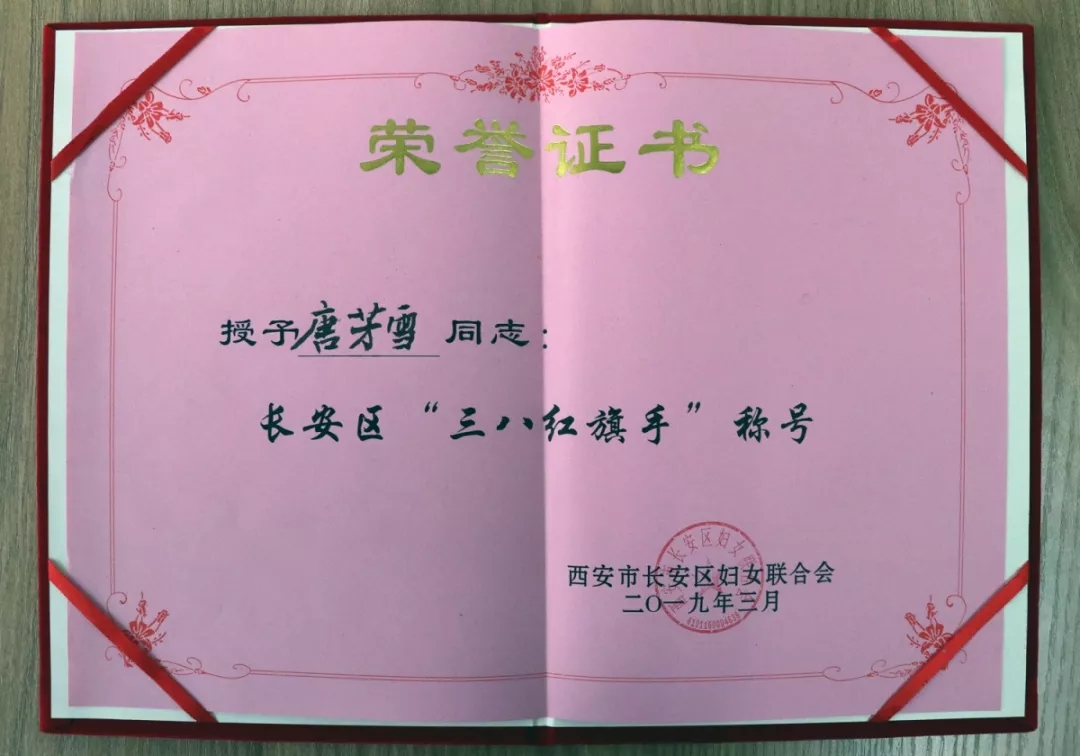 荣誉证书
授予唐芳雪 同志：
长安区“三八红旗手”称号
西安市长安区妇女联合会
二〇一九年三月